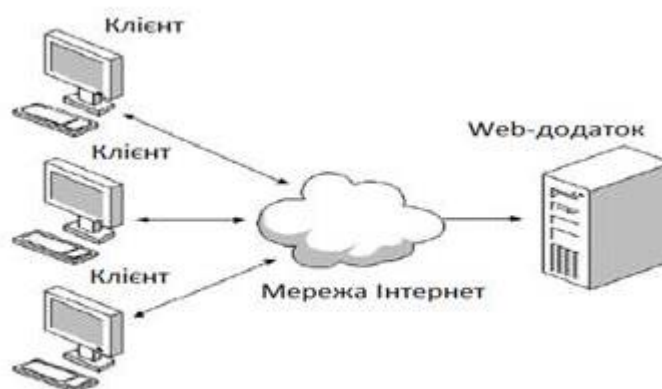 Клієнт
Клієнт
Клієнт
Web-додаток
Мережа Інтернет